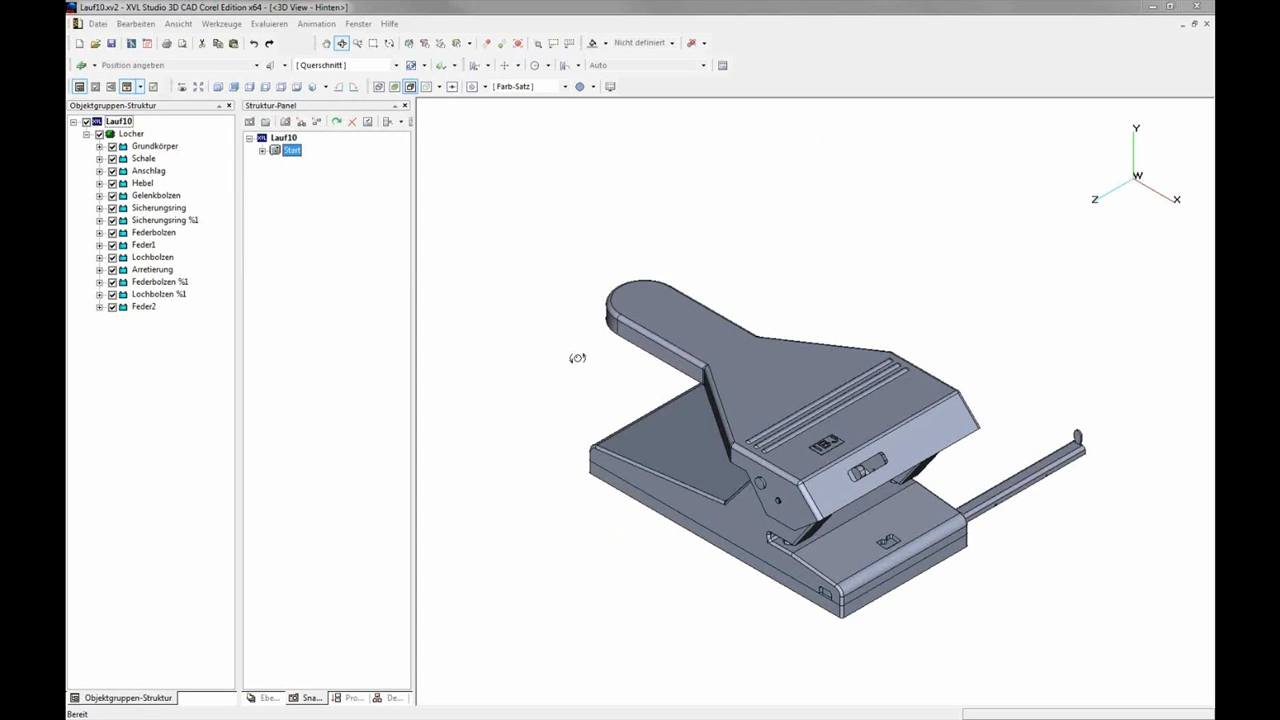 Lauf10.xv2 - XVL Studio 3D CAD Corel Edition x64 - [<3D View - Hinten>]
Datei Bearbeiten Ansicht Werkzeuge Evaluieren Animation Fenster Hilfe
Nicht definiert
Position angeben [ Querschnitt ] Auto
[ Farb-Satz ]
Objektgruppen-Struktur
Lauf10
Locher
Grundkörper
Schale
Anschlag
Hebel
Gelenkbolzen
Sicherungsring
Sicherungsring %1
Federbolzen
Feder1
Lochbolzen
Arretierung
Federbolzen %1
Lochbolzen %1
Feder2
Struktur-Panel
XVL Lauf10
Start
Y
W
Z X
IBJ
Objektgruppen-Struktur
Ebe... Sna... Pro... De...
Bereit